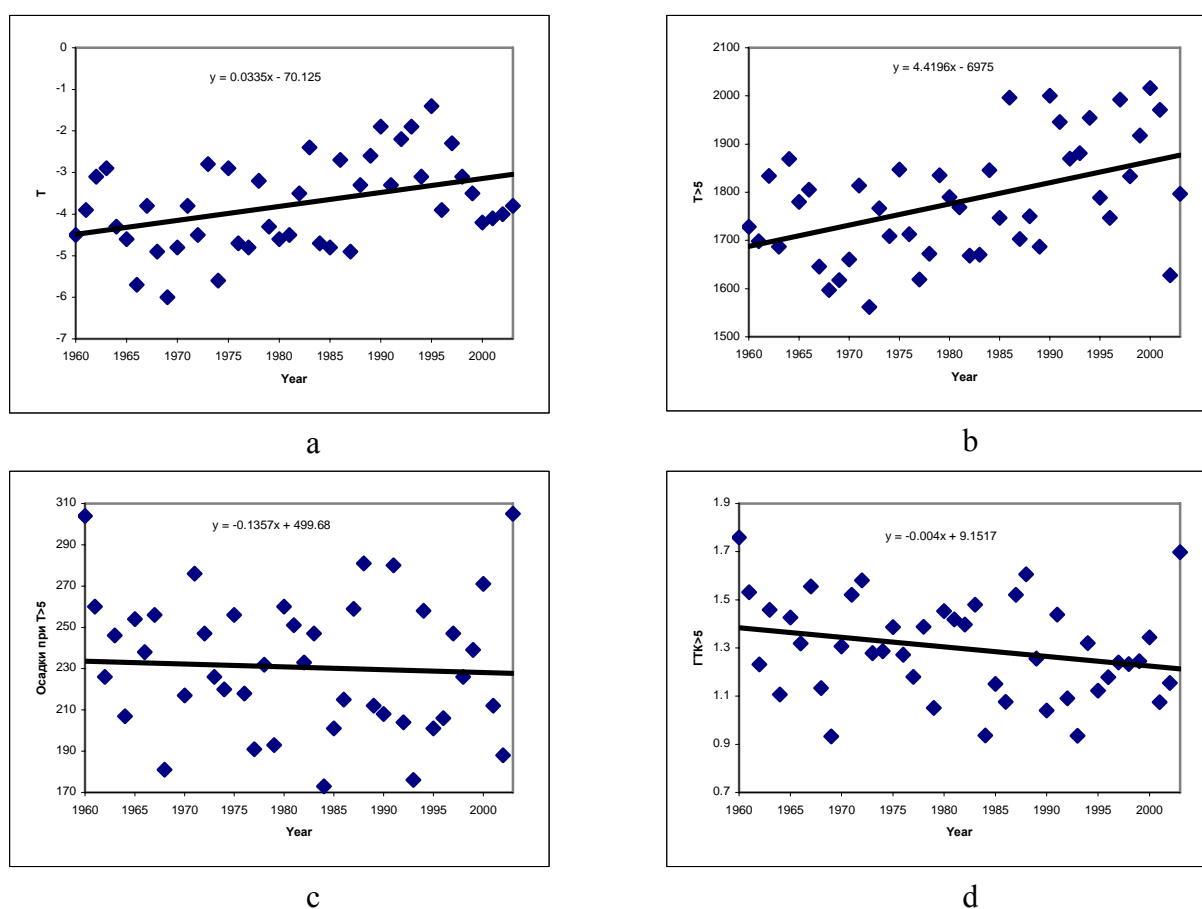 y = 0.0335x - 70.125
T
0
-1
-2
-3
-4
-5
-6
-7
1960 1965 1970 1975 1980 1985 1990 1995 2000
Year
a
y = 4.4196x - 6975
T>5
2100
2000
1900
1800
1700
1600
1500
1960 1965 1970 1975 1980 1985 1990 1995 2000
Year
b
y = -0.1357x + 499.68
Осадки при T>5
310
290
270
250
230
210
190
170
1960 1965 1970 1975 1980 1985 1990 1995 2000
Year
c
y = -0.004x + 9.1517
ГТК>5
1.9
1.7
1.5
1.3
1.1
0.9
0.7
1960 1965 1970 1975 1980 1985 1990 1995 2000
Year
d